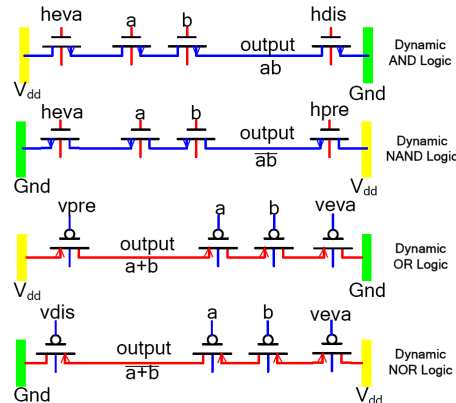 heva a b output hdis Dynamic
ab AND Logic
Vdd Gnd
heva a b output hpre Dynamic
ab NAND Logic
Gnd Vdd
vpre a b veva
output Dynamic
a+b OR Logic
Vdd Gnd
vdis a b veva
output Dynamic
a+b NOR Logic
Gnd Vdd